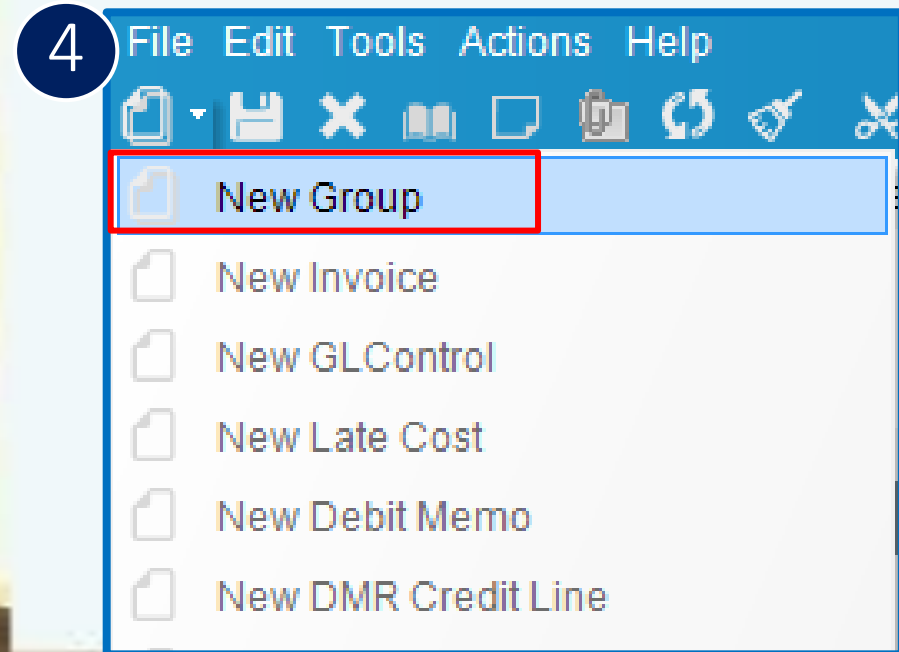 4
File Edit Tools Actions Help
New Group
New Invoice
New GLControl
New Late Cost
New Debit Memo
New DMR Credit Line